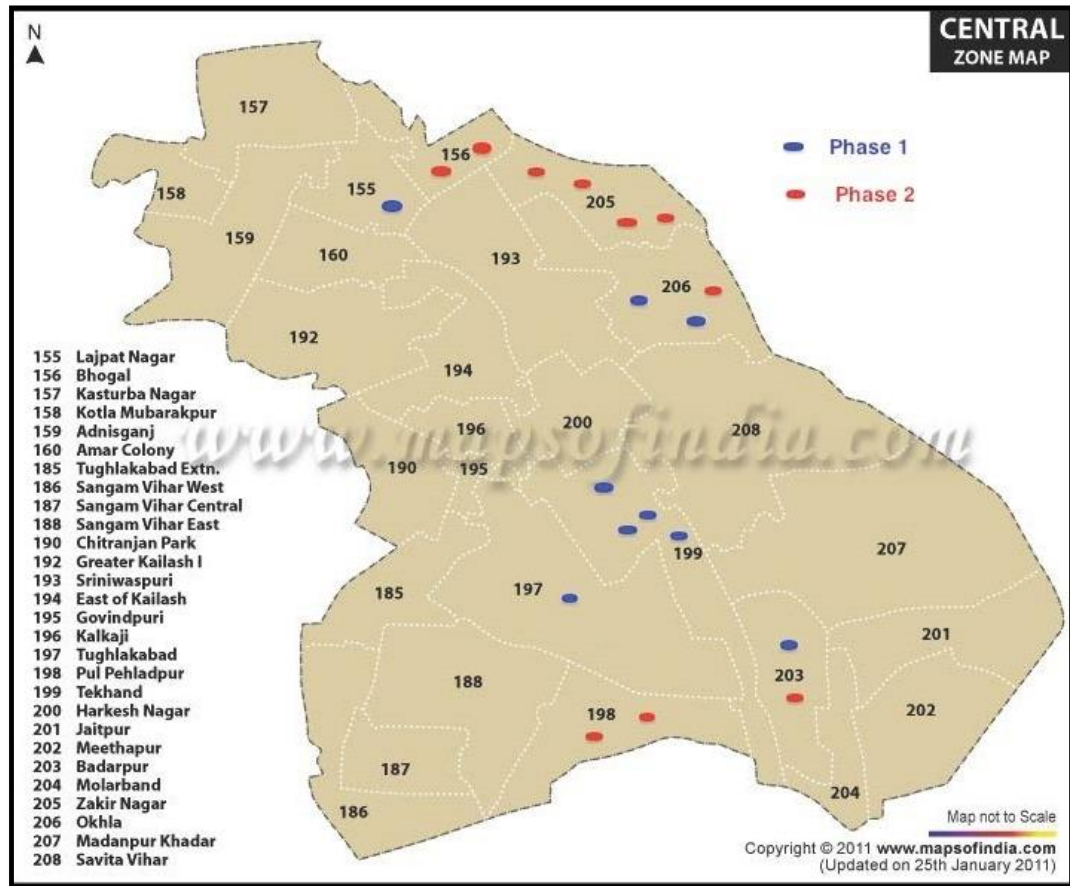 N
CENTRAL
ZONE MAP
157
156
Phase 1
158
155
Phase 2
205
159
160
193
206
192
194
196
200
208
190
195
199
207
197
185
201
203
188
198
202
187
204
186
155 Lajpat Nagar
156 Bhogal
157 Kasturba Nagar
158 Kotla Mubarakpur
159 Adnisganj
160 Amar Colony
185 Tughlakabad Extn.
186 Sangam Vihar West
187 Sangam Vihar Central
188 Sangam Vihar East
190 Chitranjan Park
192 Greater Kailash I
193 Sriniwaspuri
194 East of Kailash
195 Govindpuri
196 Kalkaji
197 Tughlakabad
198 Pul Pehladpur
199 Tekhand
200 Harkesh Nagar
201 Jaitpur
202 Meethapur
203 Badarpur
204 Molarband
205 Zakir Nagar
206 Okhla
207 Madanpur Khadar
208 Savita Vihar
www.mapsofindia.com
Map not to Scale
Copyright © 2011 www.mapsofindia.com
(Updated on 25th January 2011)